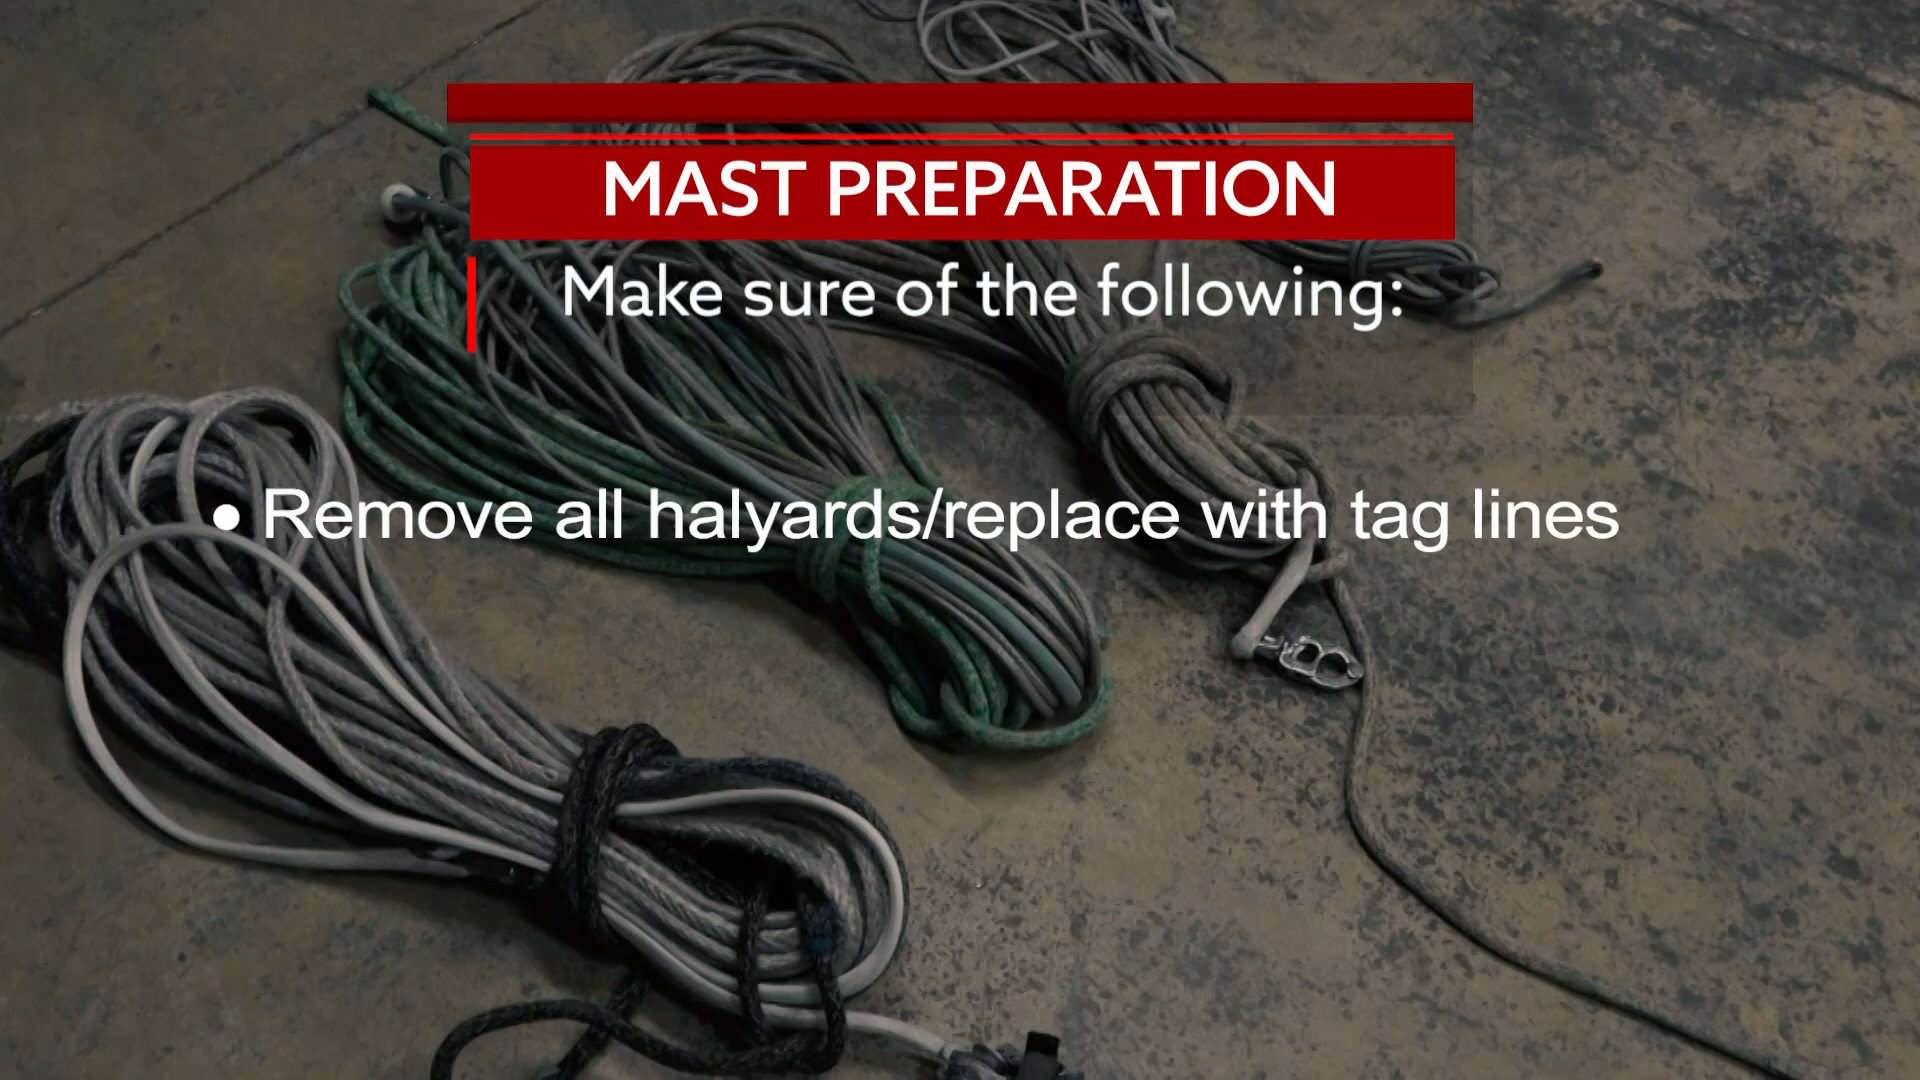 MAST PREPARATION
Make sure of the following:
• Remove all halyards/replace with tag lines